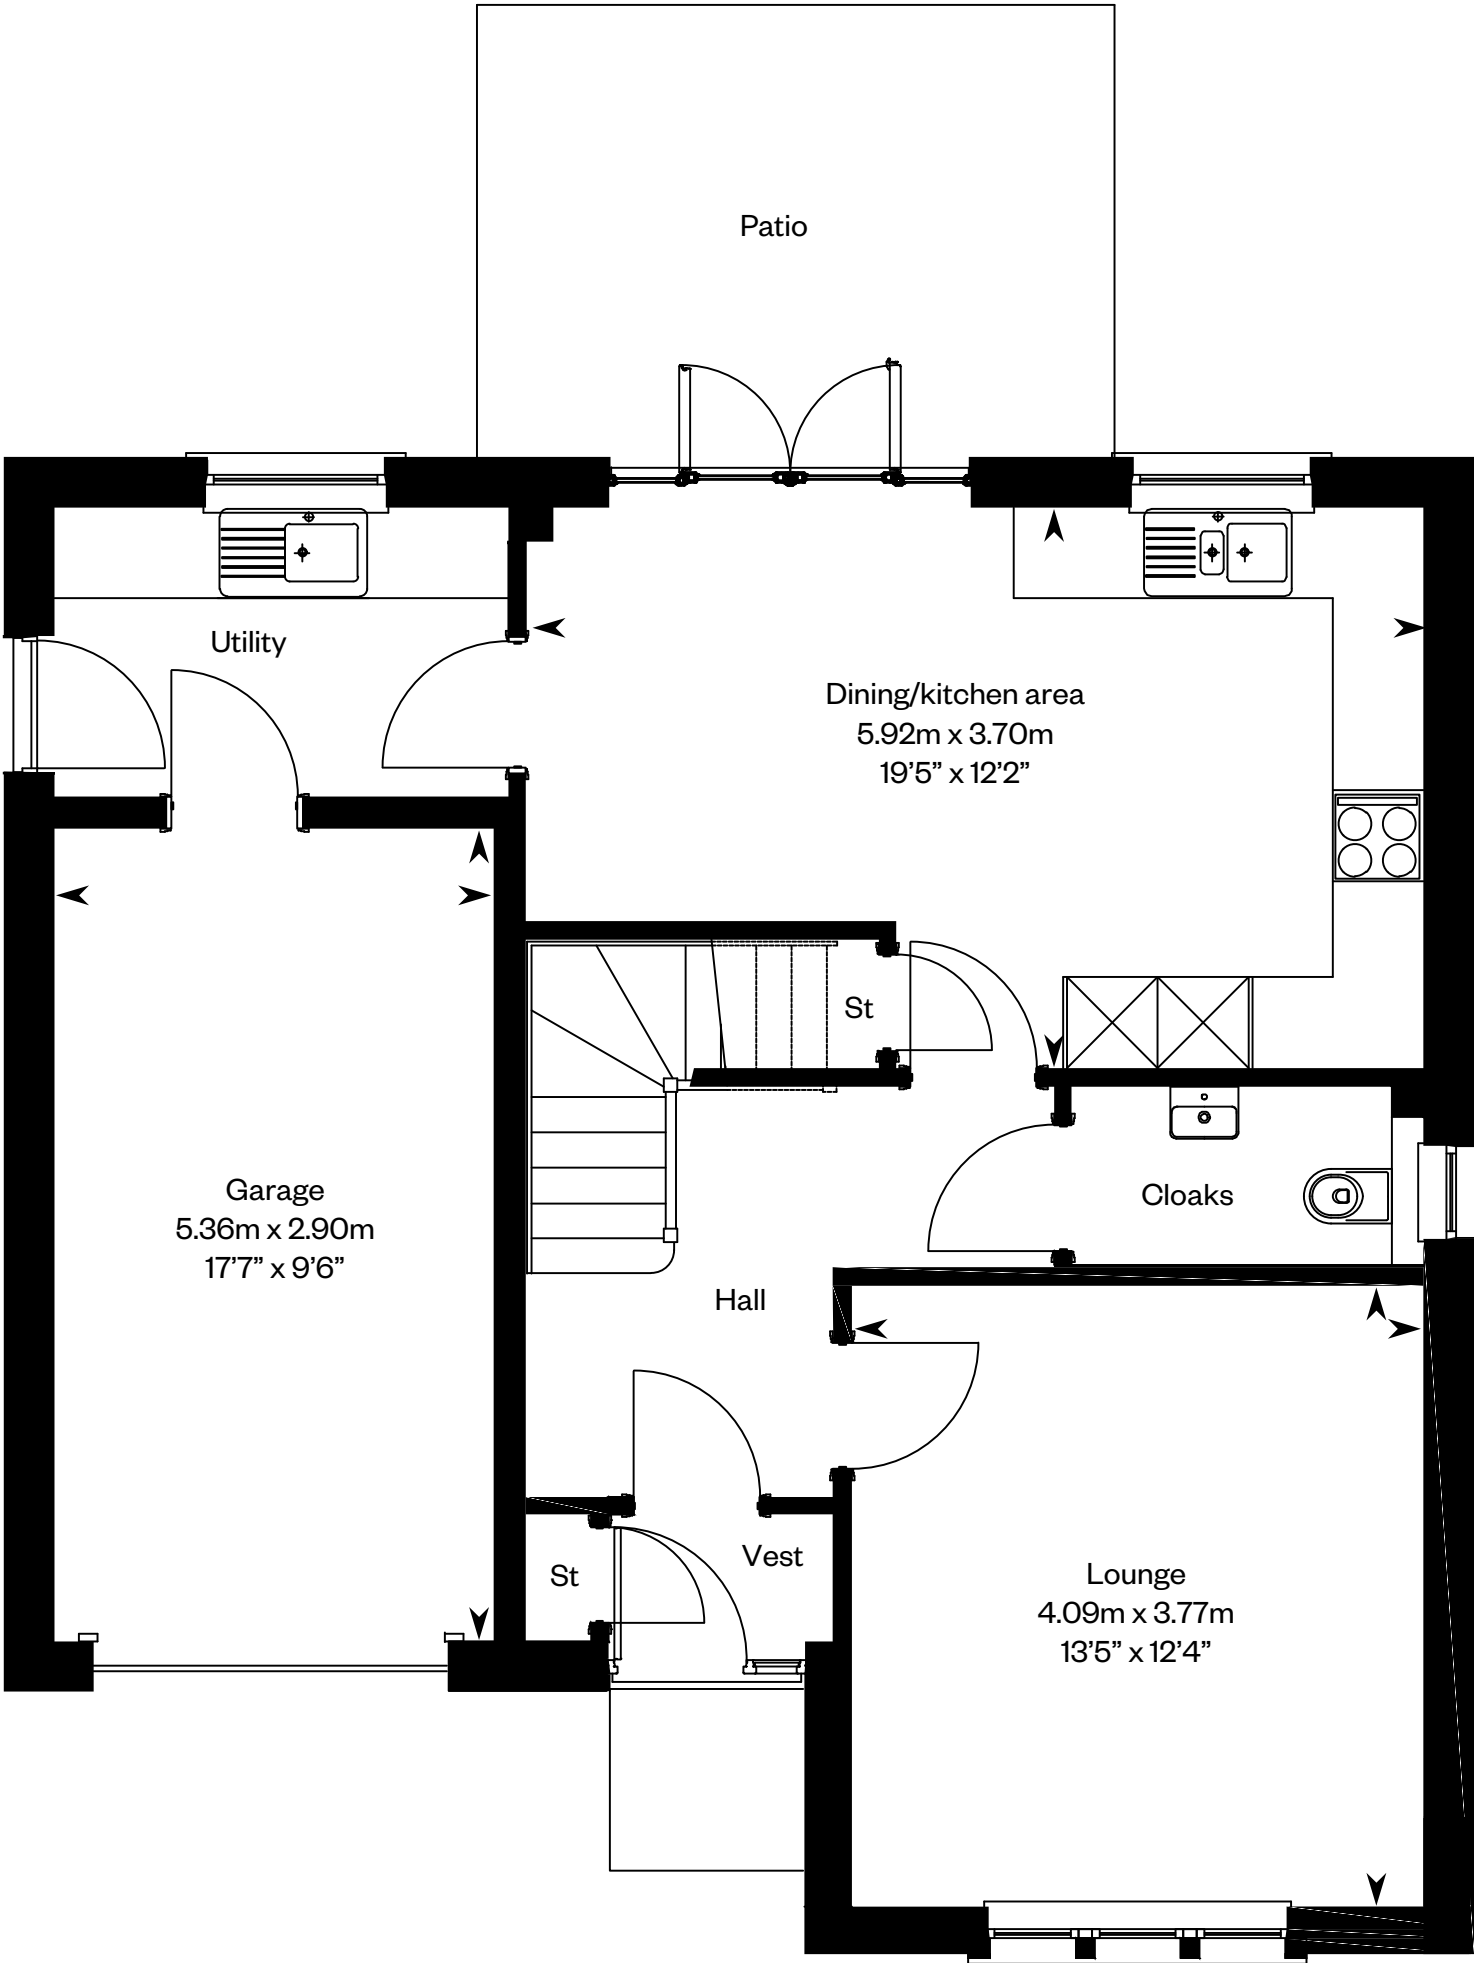 Patio
Utility
Dining/kitchen area
5.92m x 3.70m
19’5” x 12’2”
St
Garage
5.36m x 2.90m
17’7” x 9’6”
Cloaks
Hall
St
Vest
Lounge
4.09m x 3.77m
13’5” x 12’4”